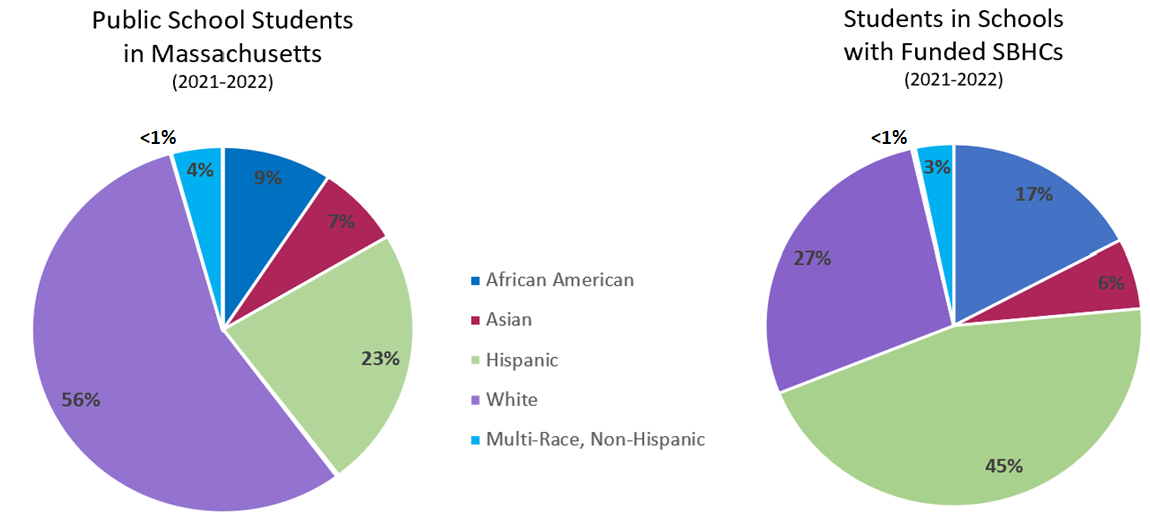 Public School Students
in Massachusetts
(2021-2022)
<1%
4%
9%
7%
23%
56%
African American
Asian
Hispanic
White
Multi-Race, Non-Hispanic
Students in Schools
with Funded SBHCs
(2021-2022)
<1%
3%
17%
27%
6%
45%